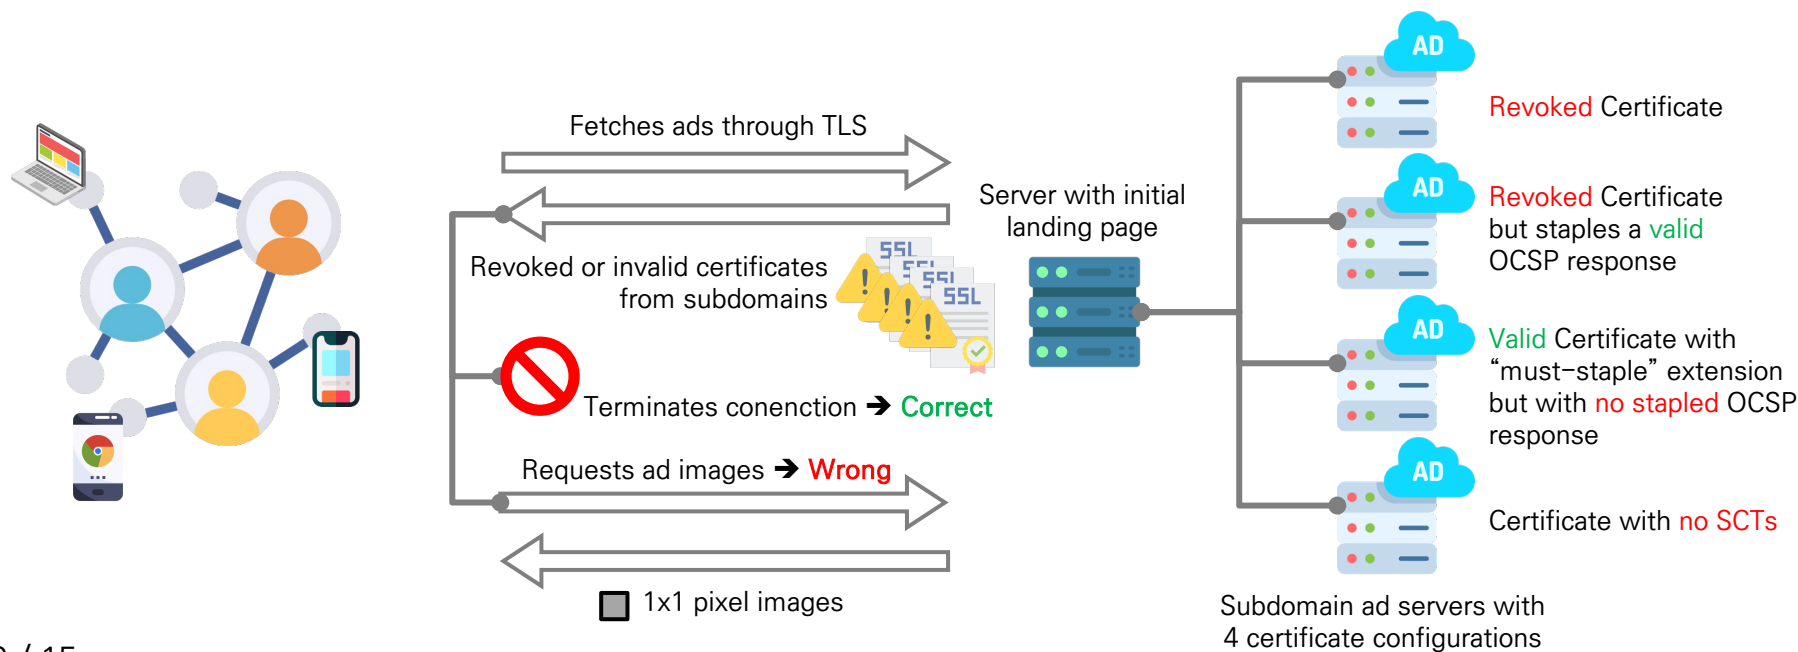 Fetches ads through TLS
Revoked or invalid certificates
from subdomains
SSL
SSL
SSL
SSL
Terminates conenction ➔ Correct
Requests ad images ➔ Wrong
1x1 pixel images
Server with initial
landing page
AD
Revoked Certificate
AD
Revoked Certificate
but staples a valid
OCSP response
AD
Valid Certificate with
“must-staple” extension
but with no stapled OCSP
response
AD
Certificate with no SCTs
Subdomain ad servers with
4 certificate configurations
/ 15